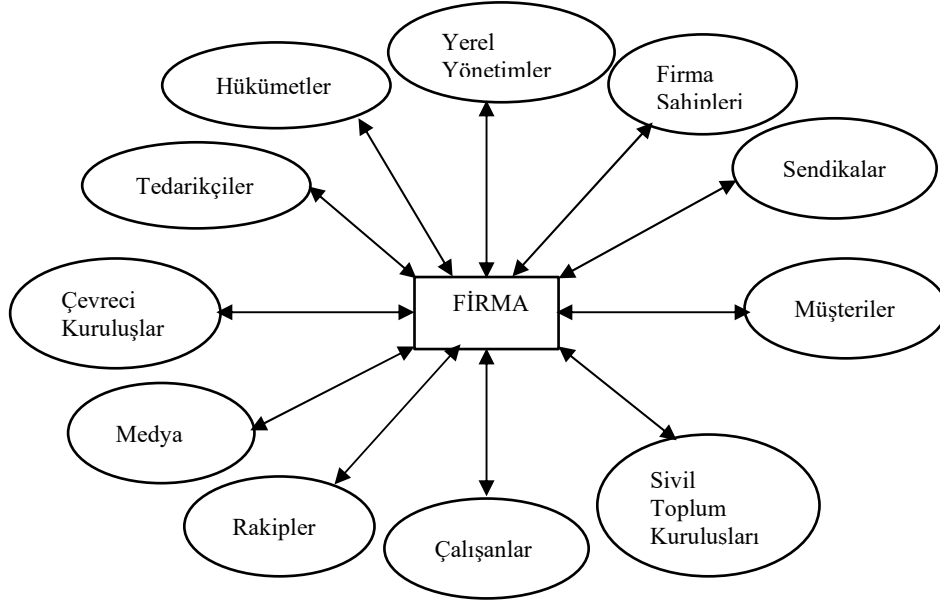 Yerel
Yönetimler
Hükümetler
Firma
Sahipleri
Sendikalar
Tedarikçiler
Çevreci
Kuruluşlar
FİRMA
Müşteriler
Medya
Sivil
Toplum
Kurulusları
Rakipler
Çalışanlar